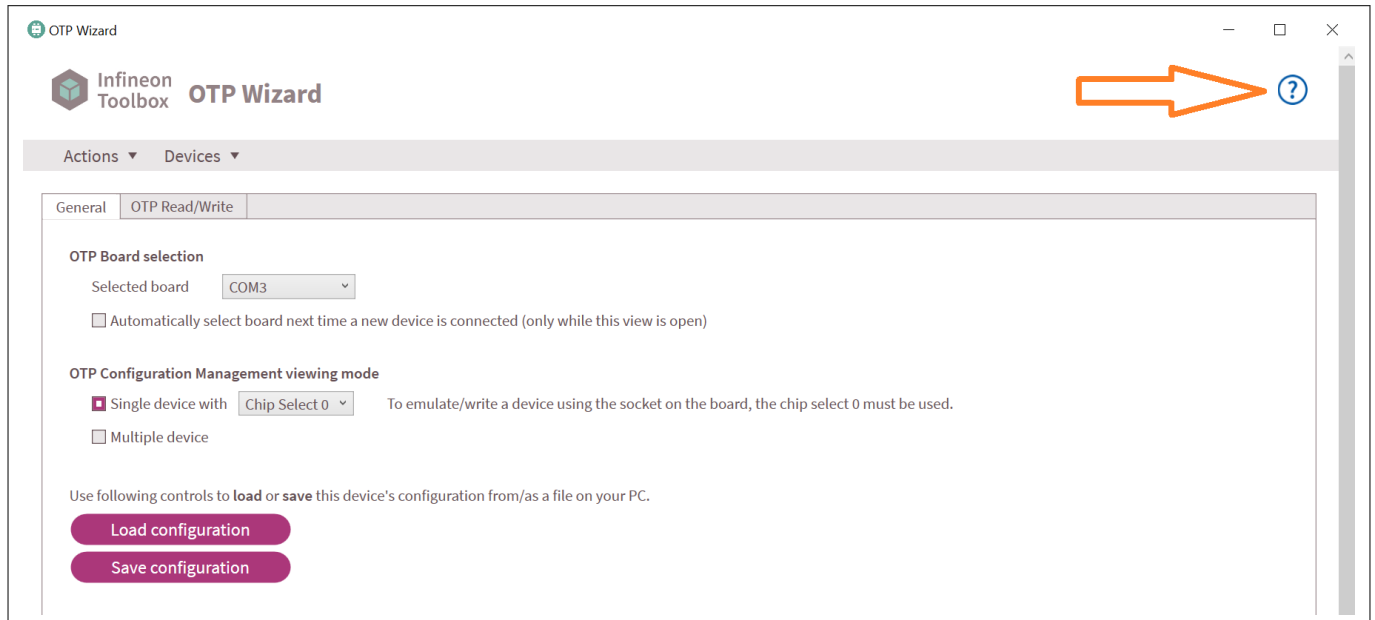 OTP Wizard
Infineon
Toolbox
OTP Wizard
?
Actions
Devices
General
OTP Read/Write
OTP Board selection
Selected board
COM3
Automatically select board next time a new device is connected (only while this view is open)
OTP Configuration Management viewing mode
Single device with
Chip Select 0
To emulate/write a device using the socket on the board, the chip select 0 must be used.
Multiple device
Use following controls to load or save this device's configuration from/as a file on your PC.
Load configuration
Save configuration